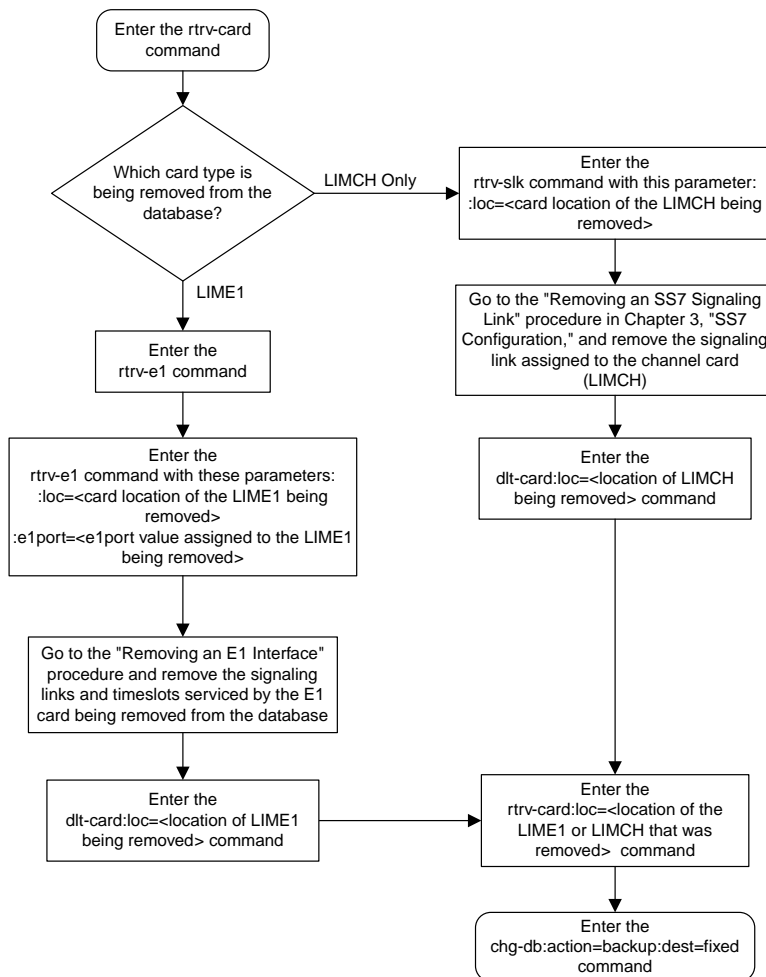 Enter the rtrv-card
command
Which card type is
being removed from the
database?
LIMCH Only
LIME1
Enter the
rtrv-slk command with this parameter:
:loc=<card location of the LIMCH being
removed>
Go to the "Removing an SS7 Signaling
Link" procedure in Chapter 3, "SS7
Configuration," and remove the signaling
link assigned to the channel card
(LIMCH)
Enter the
dlt-card:loc=<location of LIMCH
being removed> command
Enter the
rtrv-e1 command
Enter the
rtrv-e1 command with these parameters:
:loc=<card location of the LIME1 being
removed>
:e1port=<e1port value assigned to the LIME1
being removed>
Go to the "Removing an E1 Interface"
procedure and remove the signaling
links and timeslots serviced by the E1
card being removed from the database
Enter the
dlt-card:loc=<location of LIME1
being removed> command
Enter the
rtrv-card:loc=<location of the
LIME1 or LIMCH that was
removed> command
Enter the
chg-db:action=backup:dest=fixed
command